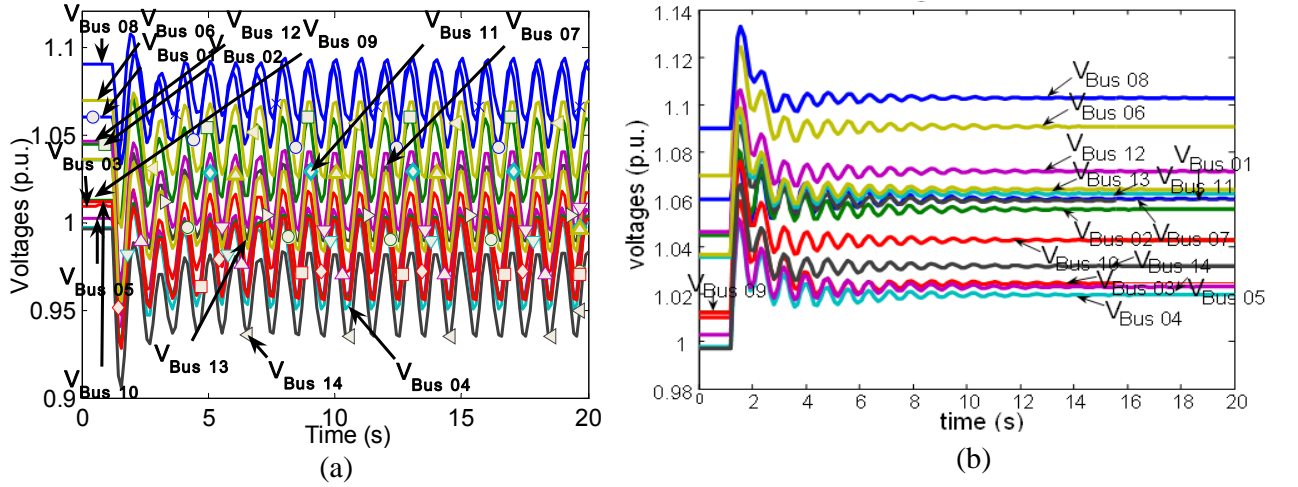 V Bus 08
V Bus 06
V Bus 12
V Bus 09
V Bus 11
V Bus 07
V Bus 01
V Bus 02
1.1
1.05
V Bus 03
1
V Bus 05
0.95
V Bus 13
V Bus 14
V Bus 04
V Bus 10
0.9
0 5 10 15 20
Voltages (p.u.)
Time (s)
(a)
1.14
1.12
1.1
1.08
1.06
1.04
1.02
1
0.98
V Bus 08
V Bus 06
V Bus 12
V Bus 01
V Bus 13
V Bus 11
V Bus 02
V Bus 07
V Bus 10
V Bus 14
V Bus 09
V Bus 03
V Bus 05
V Bus 04
0 2 4 6 8 10 12 14 16 18 20
voltages (p.u.)
time (s)
(b)